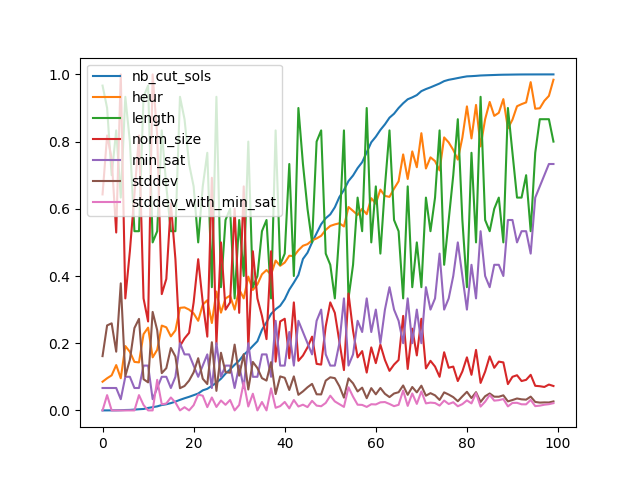 1.0
0.8
0.6
0.4
0.2
0.0
nb_cut_sols
heur
length
norm_size
min_sat
stddev
stddev_with_min_sat
0 20 40 60 80 100